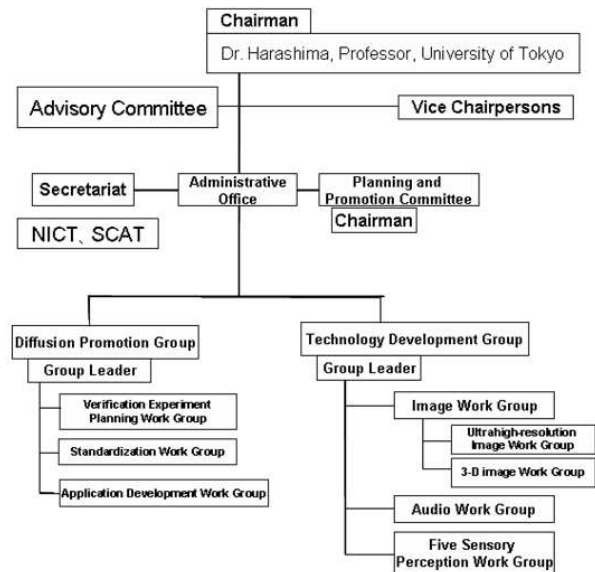 Chairman
Dr. Harashima, Professor, University of Tokyo
Advisory Committee
Vice Chairpersons
Secretariat
Administrative
Office
Planning and
Promotion Committee
Chairman
NICT、SCAT
Diffusion Promotion Group
Group Leader
Verification Experiment
Planning Work Group
Standardization Work Group
Application Development Work Group
Technology Development Group
Group Leader
Image Work Group
Ultrahigh-resolution
Image Work Group
3-D image Work Group
Audio Work Group
Five Sensory
Perception Work Group